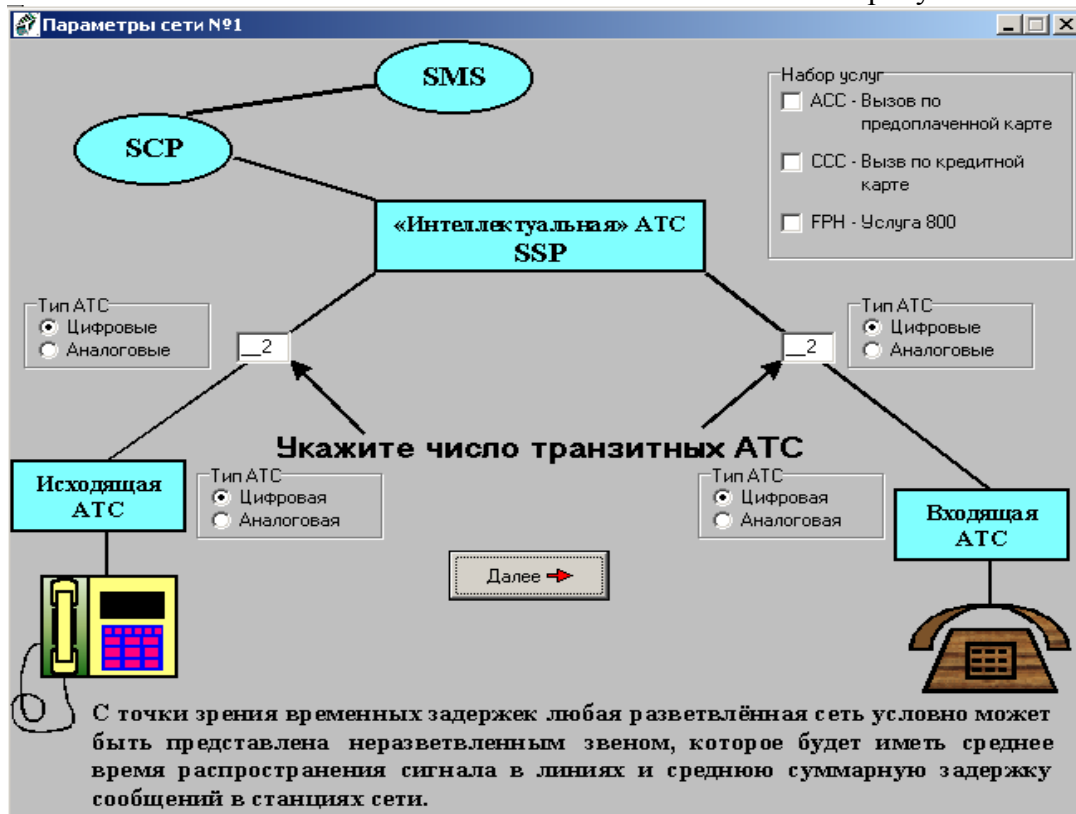 Параметры сети №1
SMS
SCP
Набор услуг
ACC - Вызов по
предоплаченной карте
CCC - Вызв по кредитной
карте
FPH - Услуга 800
«Интеллектуальная» АТС
SSP
Тип АТС
Цифровые
Аналоговые
__2
__2
Тип АТС
Цифровые
Аналоговые
Укажите число транзитных АТС
Исходящая
АТС
Тип АТС
Цифровая
Аналоговая
Тип АТС
Цифровая
Аналоговая
Входящая
АТС
Далее
С точки зрения временных задержек любая разветвлённая сеть условно может
быть представлена неразветвленным звеном, которое будет иметь среднее
время распространения сигнала в линиях и среднюю суммарную задержку
сообщений в станциях сети.